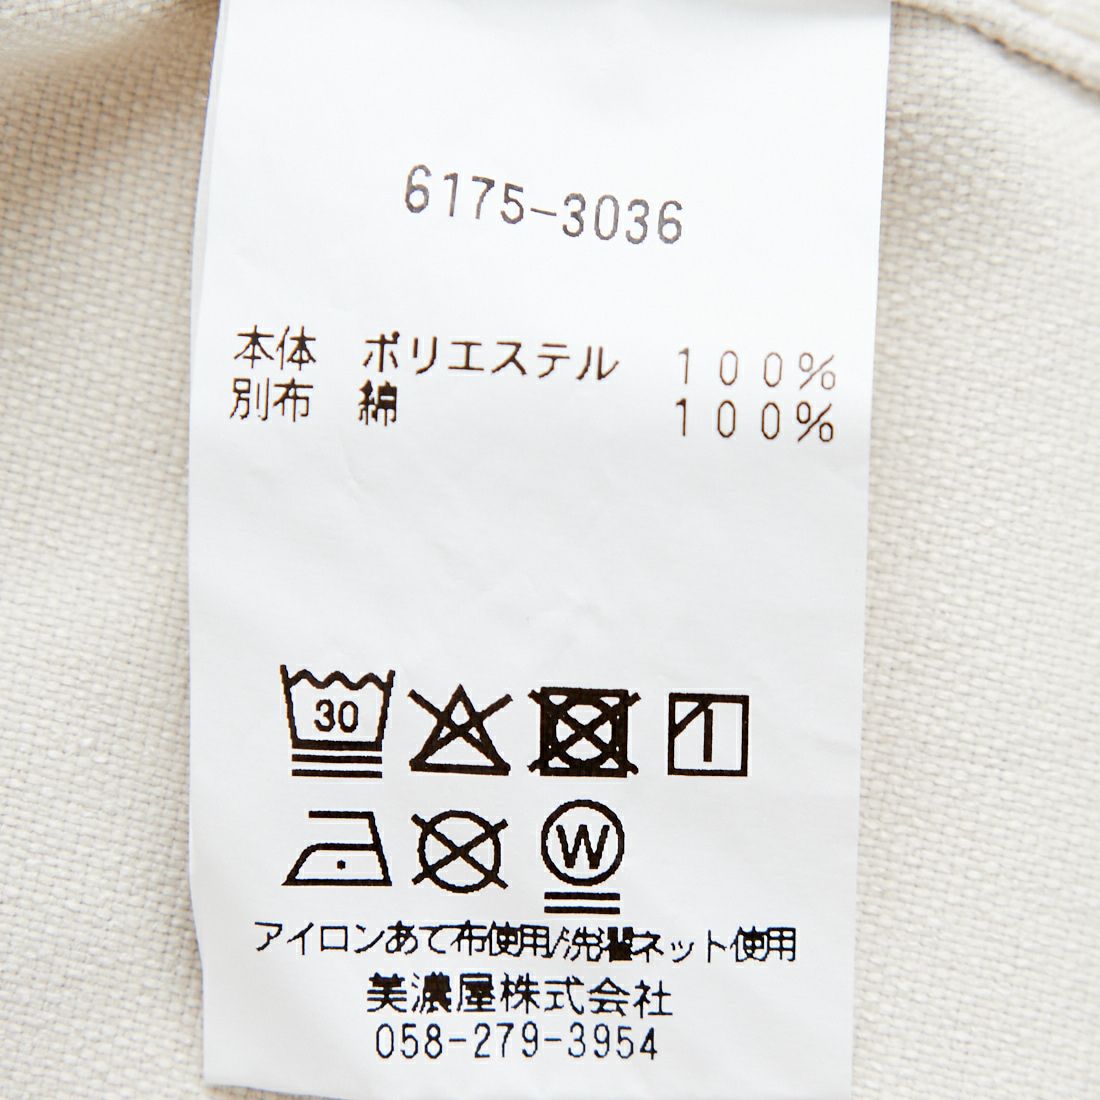 6175-3036
本体 ポリエステル 100%
別布 綿 100%
30
1
W
アイロンあて布使用/洗濯ネット使用
美濃屋株式会社
058-279-3954